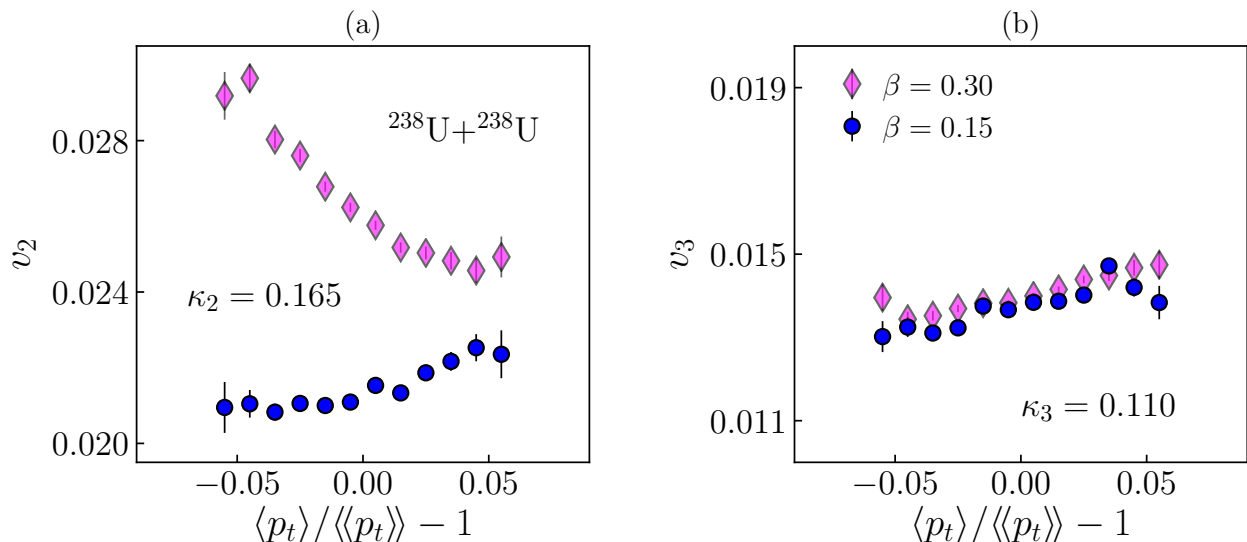 (a)
v₂
0.028
0.024
0.020
²³⁸U+²³⁸U
κ₂ = 0.165
−0.05 0.00 0.05
⟨pₜ⟩/⟨⟨pₜ⟩⟩ − 1
(b)
v₃
0.019
0.015
0.011
β = 0.30
β = 0.15
κ₃ = 0.110
−0.05 0.00 0.05
⟨pₜ⟩/⟨⟨pₜ⟩⟩ − 1